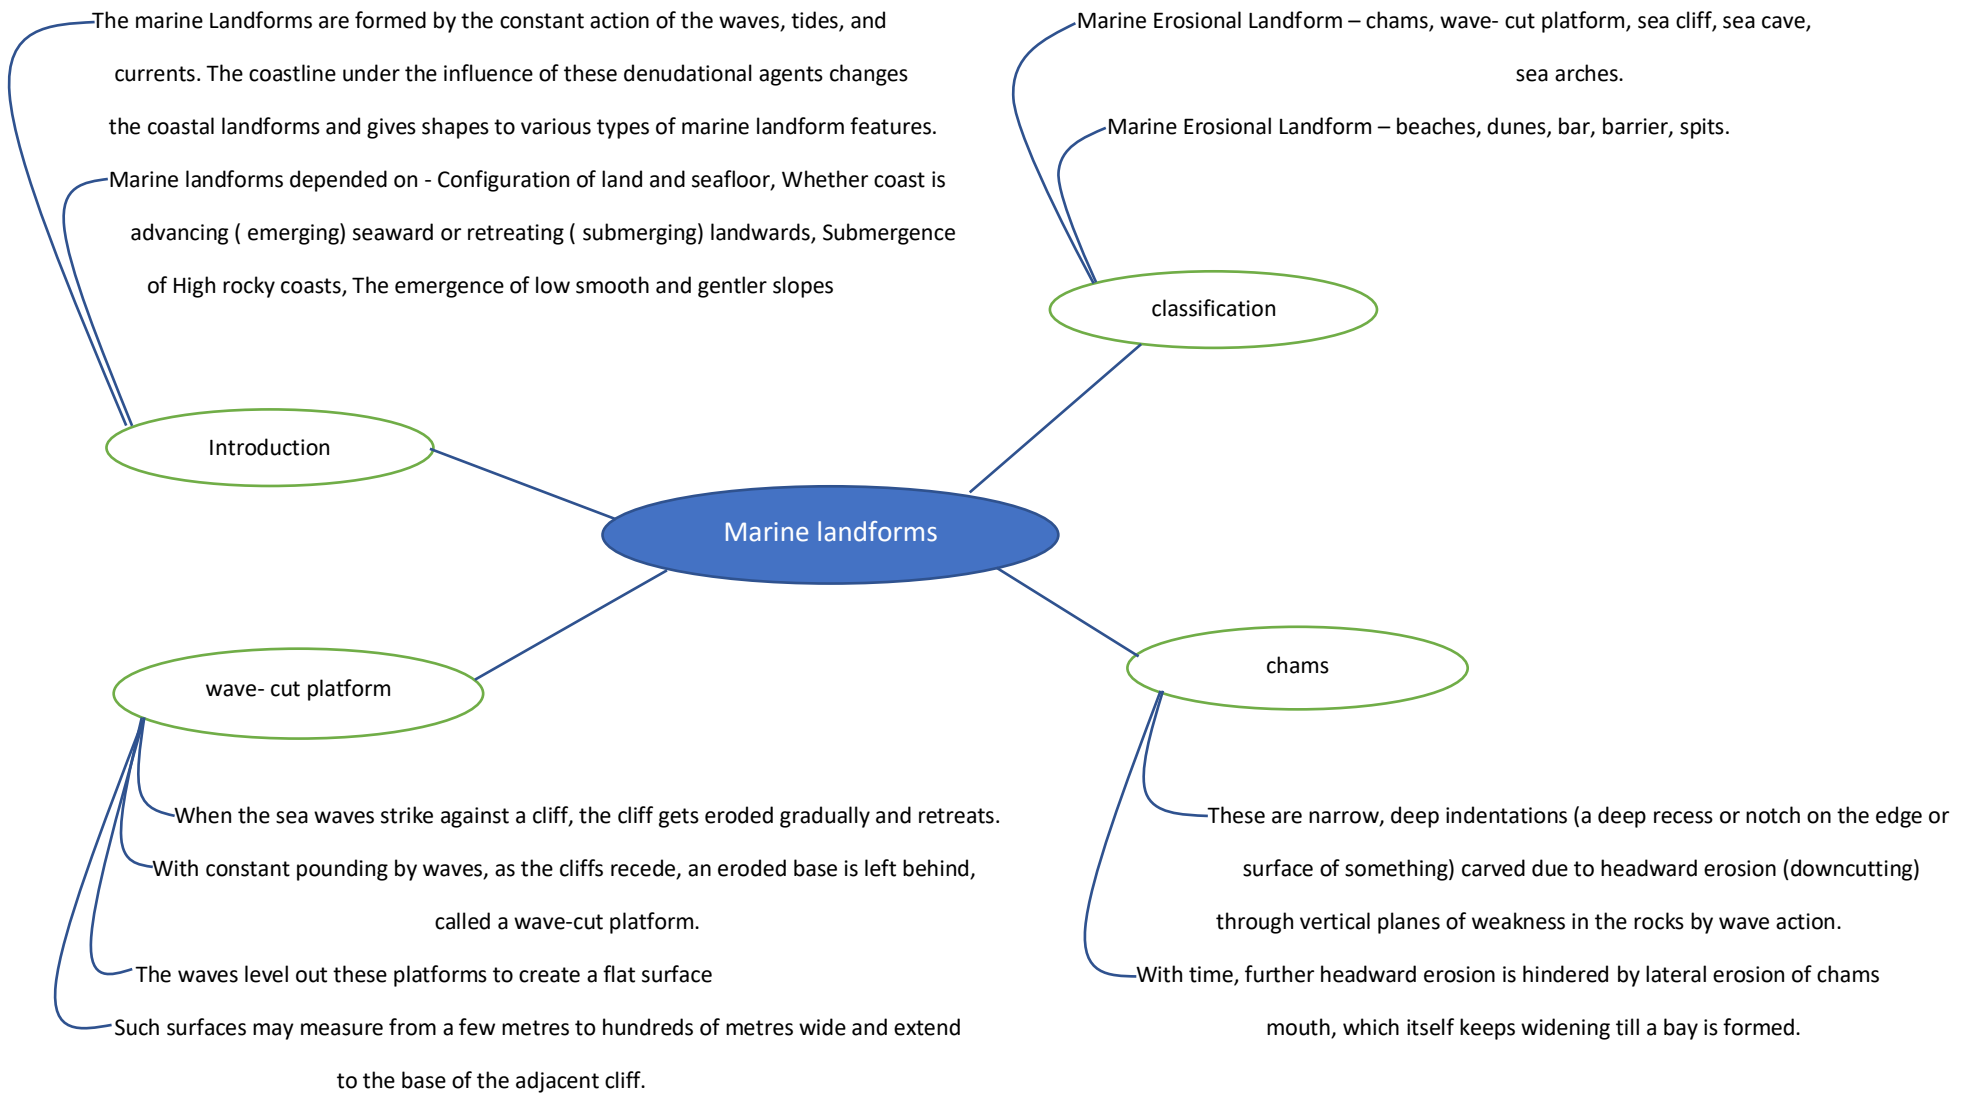 The marine Landforms are formed by the constant action of the waves, tides, and
currents. The coastline under the influence of these denudational agents changes
the coastal landforms and gives shapes to various types of marine landform features.
Marine landforms depended on - Configuration of land and seafloor, Whether coast is
advancing ( emerging) seaward or retreating ( submerging) landwards, Submergence
of High rocky coasts, The emergence of low smooth and gentler slopes
Introduction
Marine Erosional Landform – chams, wave- cut platform, sea cliff, sea cave,
sea arches.
Marine Erosional Landform – beaches, dunes, bar, barrier, spits.
classification
Marine landforms
wave- cut platform
When the sea waves strike against a cliff, the cliff gets eroded gradually and retreats.
With constant pounding by waves, as the cliffs recede, an eroded base is left behind,
called a wave-cut platform.
The waves level out these platforms to create a flat surface
Such surfaces may measure from a few metres to hundreds of metres wide and extend
to the base of the adjacent cliff.
chams
These are narrow, deep indentations (a deep recess or notch on the edge or
surface of something) carved due to headward erosion (downcutting)
through vertical planes of weakness in the rocks by wave action.
With time, further headward erosion is hindered by lateral erosion of chams
mouth, which itself keeps widening till a bay is formed.